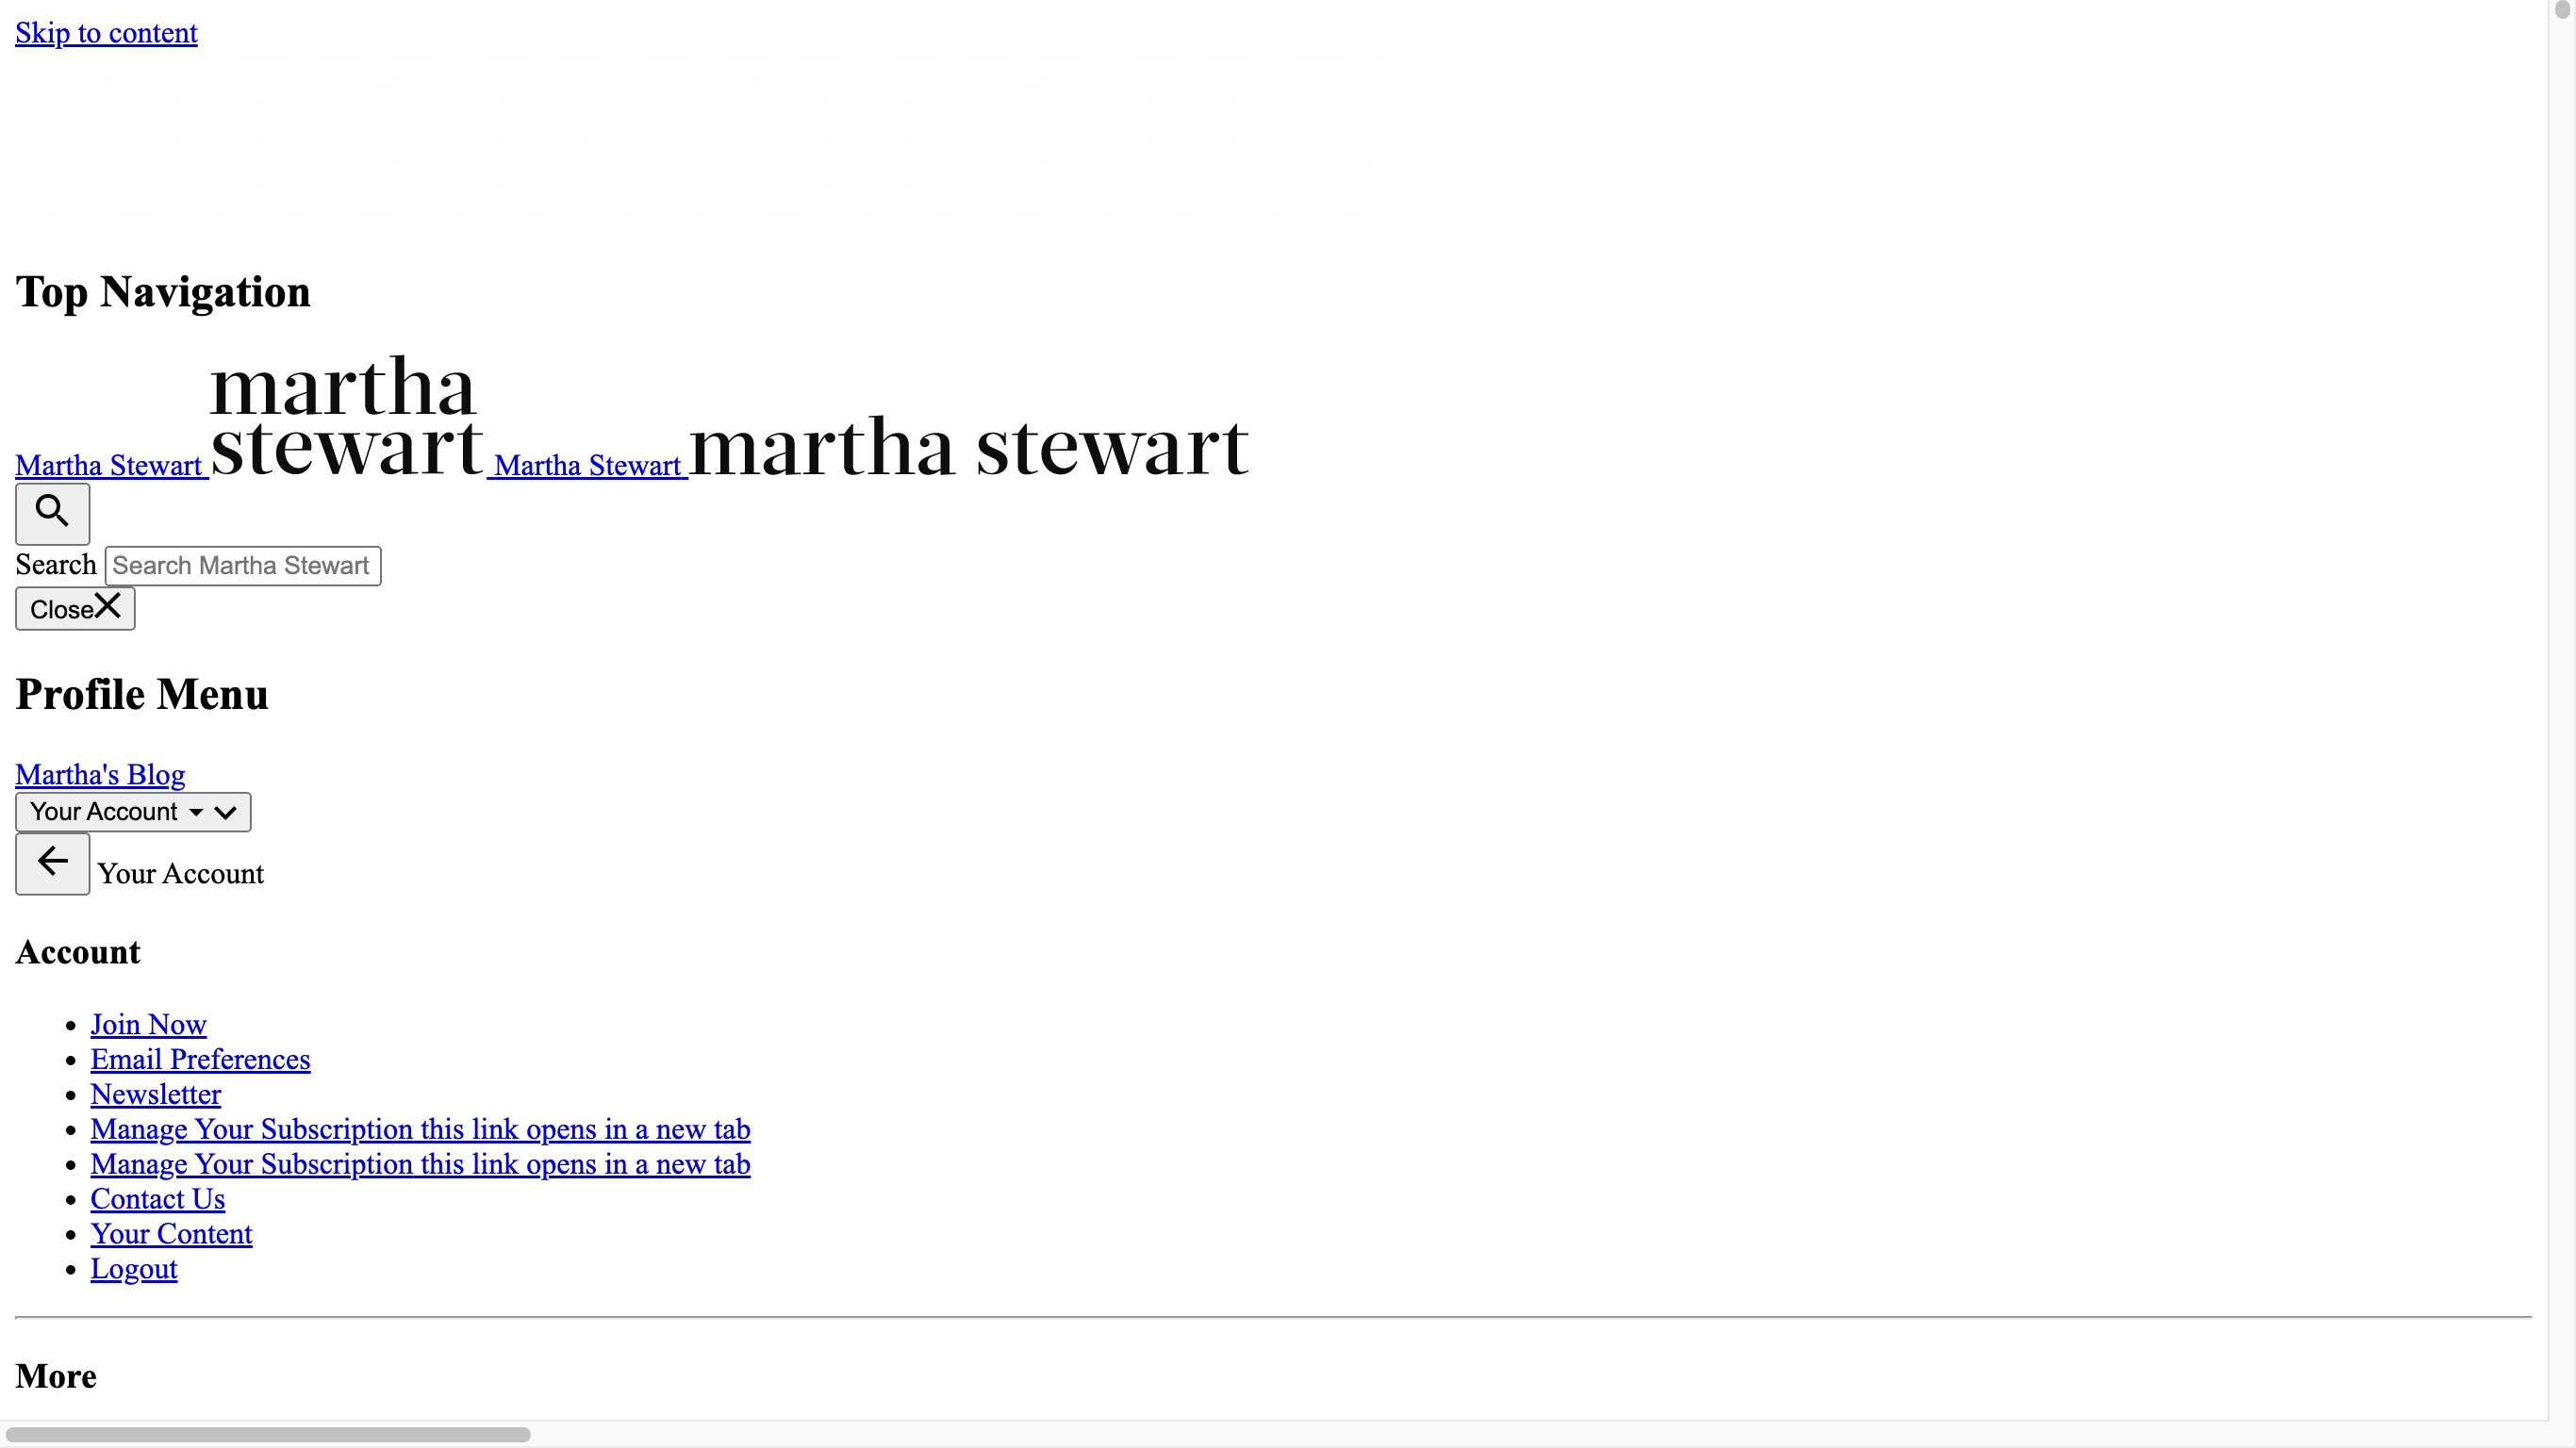 Skip to content
Top Navigation
martha
Martha Stewart stewart Martha Stewart martha stewart
Search Search Martha Stewart
Close
Profile Menu
Martha's Blog
Your Account
Your Account
Account
Join Now
Email Preferences
Newsletter
Manage Your Subscription this link opens in a new tab
Manage Your Subscription this link opens in a new tab
Contact Us
Your Content
Logout
More